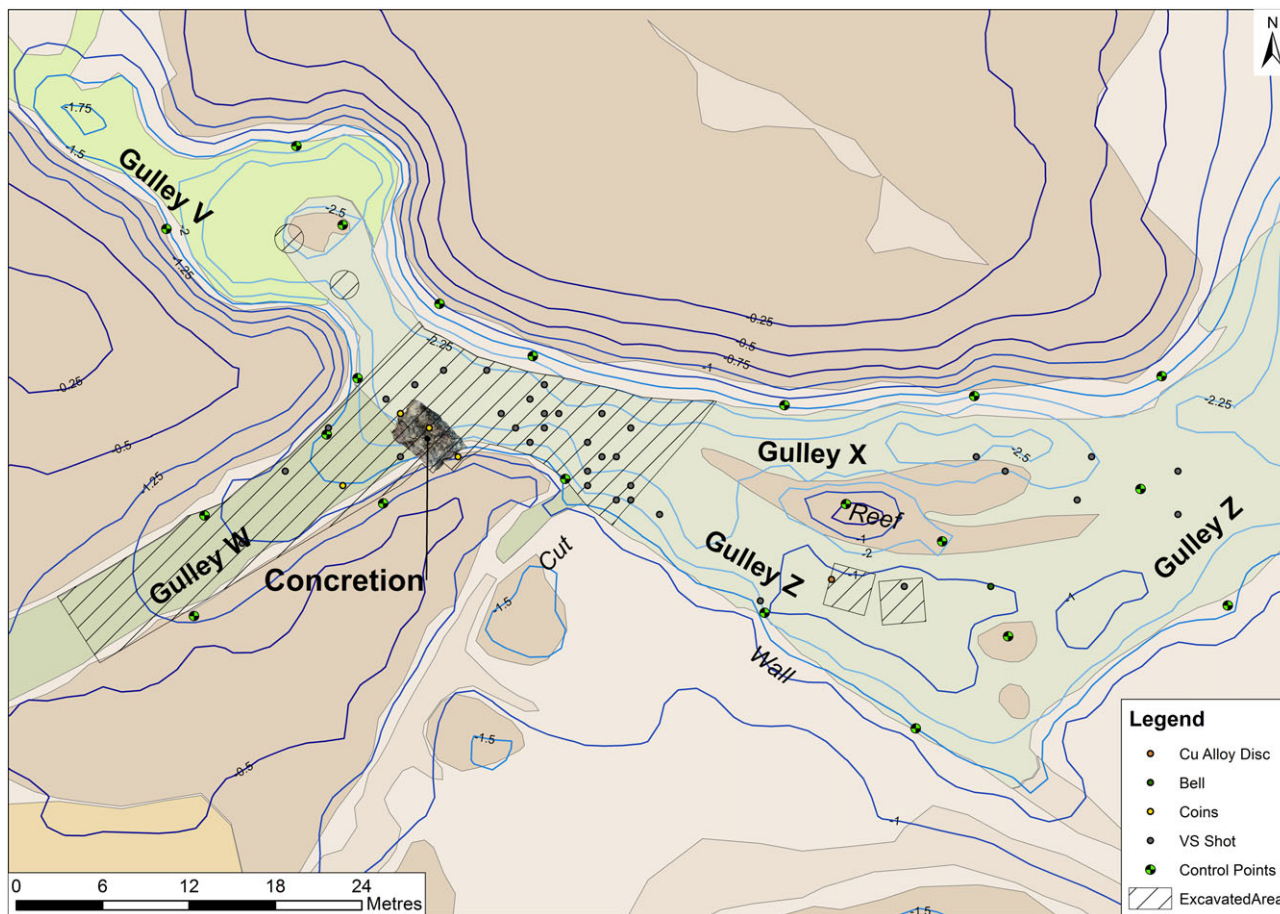 N
-1.75
-1.5
Gulley V
-2
-1.25
-2.5
-0.25
-0.5
-0.75
-1
-2.25
-2.25
0.25
-0.5
-1.25
Gulley X
-2.5
Reef
-1
-2
Gulley W
Concretion
Cut
Gulley Z
-1
Gulley Z
-1
-1.5
Wall
-1.5
-0.5
-1
-1.5
Legend
Cu Alloy Disc
Bell
Coins
VS Shot
Control Points
ExcavatedArea
0 6 12 18 24
Metres